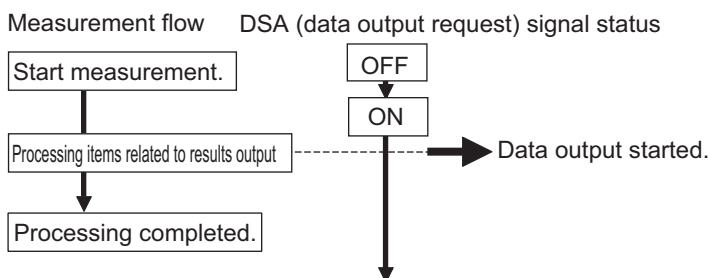 Measurement flow
DSA (data output request) signal status
Start measurement.
OFF
ON
Processing items related to results output
Data output started.
Processing completed.